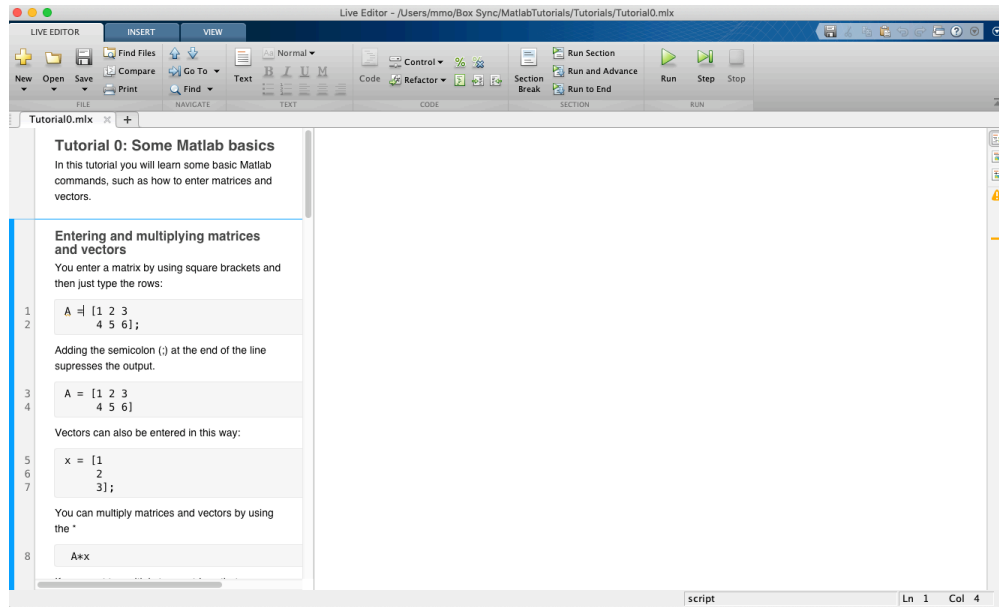 Live Editor - /Users/mmo/Box Sync/MatlabTutorials/Tutorials/Tutorial0.mlx
LIVE EDITOR INSERT VIEW
New Open Save Find Files Compare Print
Go To Find
Text Aa Normal B I U M
Code Control Refactor
Section Break Run Section Run and Advance Run to End
Run Step Stop
FILE NAVIGATE TEXT CODE SECTION RUN
Tutorial0.mlx
Tutorial 0: Some Matlab basics
In this tutorial you will learn some basic Matlab
commands, such as how to enter matrices and
vectors.
Entering and multiplying matrices
and vectors
You enter a matrix by using square brackets and
then just type the rows:
1 A = [1 2 3
2 4 5 6];
Adding the semicolon (;) at the end of the line
supresses the output.
3 A = [1 2 3
4 4 5 6]
Vectors can also be entered in this way:
5 x = [1
6 2
7 3];
You can multiply matrices and vectors by using
the *
8 A*x
script Ln 1 Col 4